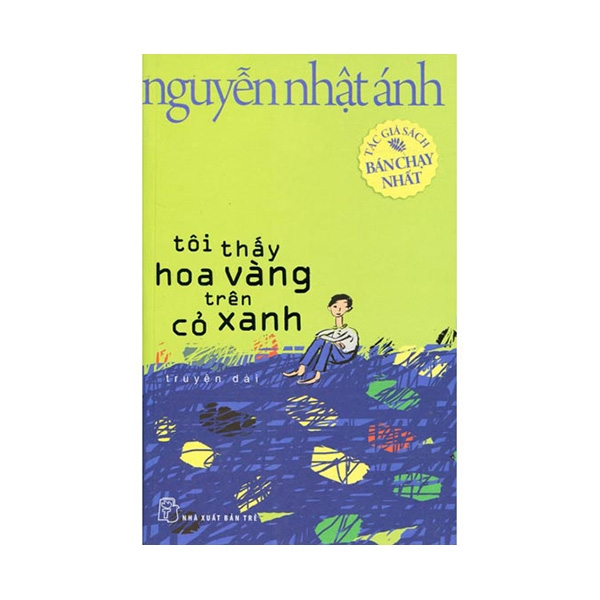 nguyễn nhật ánh
TÁC GIẢ SÁCH
BÁN CHẠY
NHẤT
tôi thấy
hoa vàng
trên
cỏ xanh
truyện dài
NHÀ XUẤT BẢN TRẺ